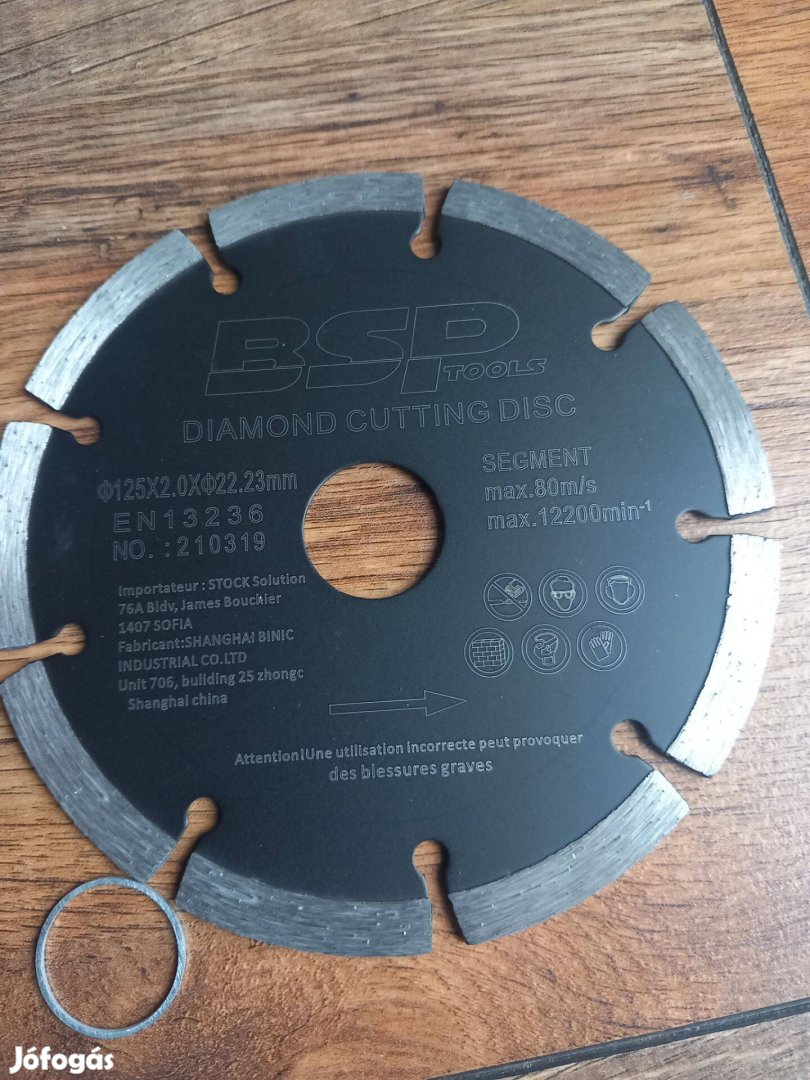 BSP
TOOLS
DIAMOND CUTTING DISC
Φ125X2.0XΦ22.23mm
EN13236
NO.:210319
SEGMENT
max.80m/s
max.12200min-1
Importateur : STOCK Solution
76A Bldv, James Bouchier
1407 SOFIA
Fabricant:SHANGHAI BINIC
INDUSTRIAL CO.LTD
Unit 706, buliding 25 zhongc
Shanghai china
Attention!Une utilisation incorrecte peut provoquer
des blessures graves
Jófogás